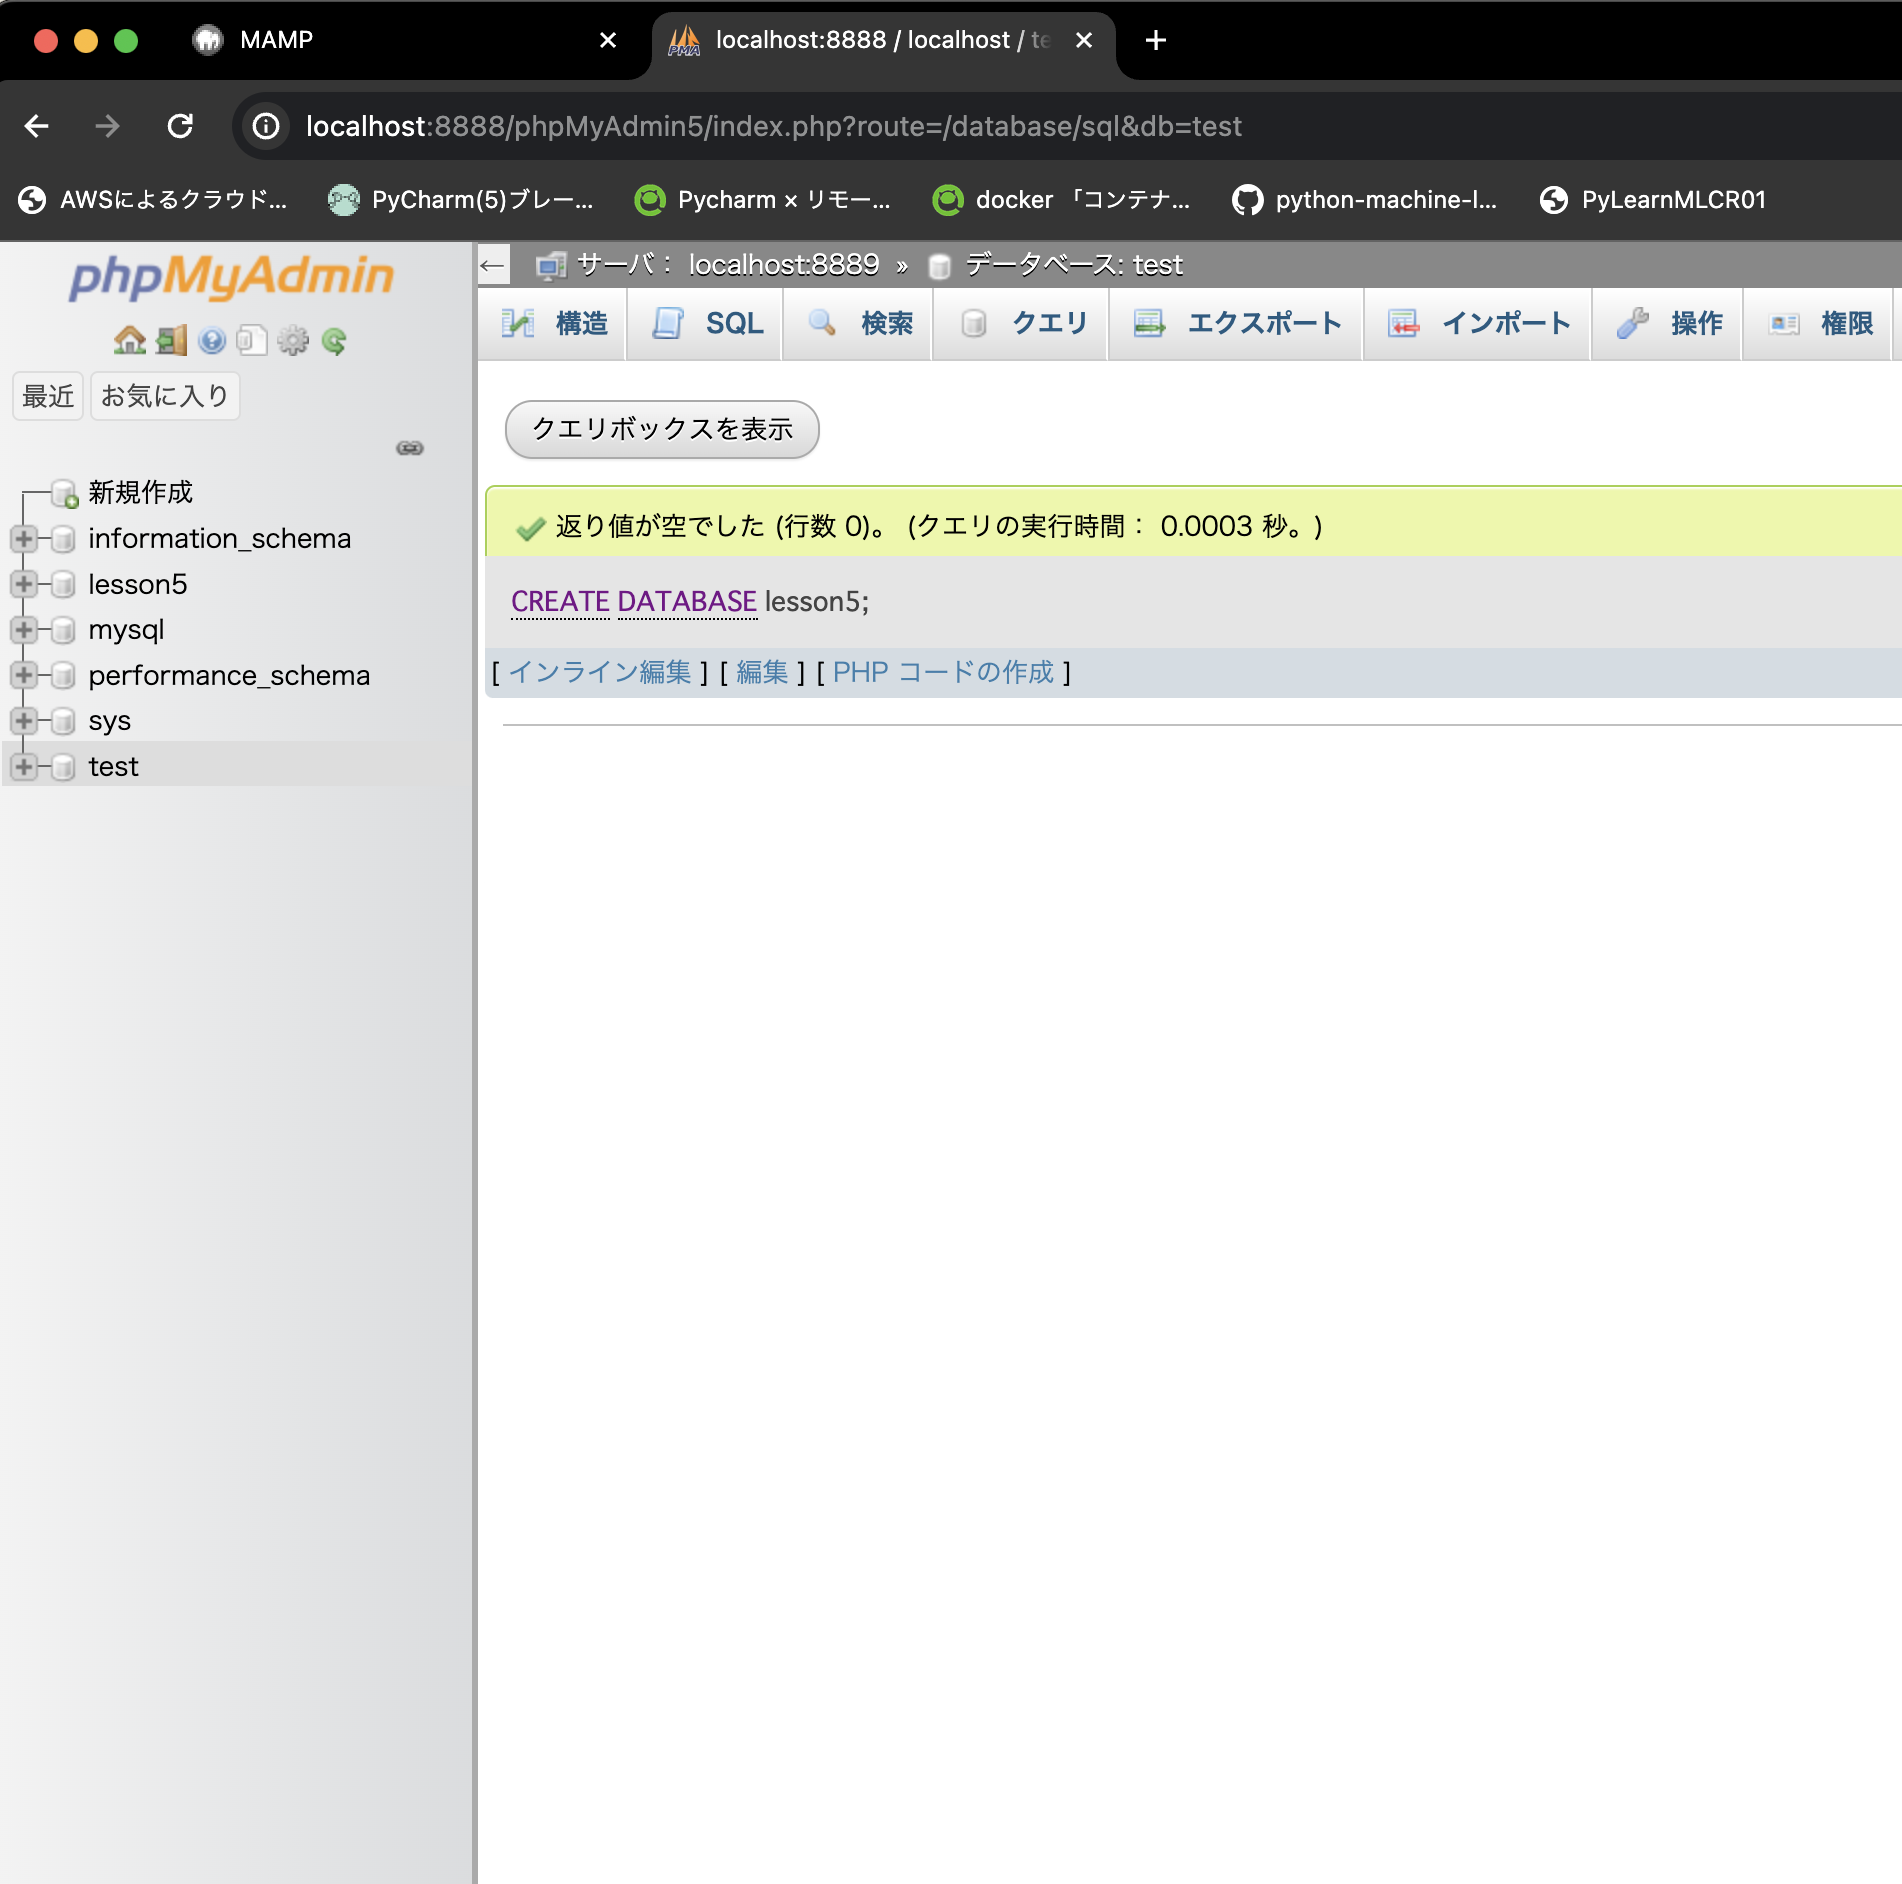 MAMP
localhost:8888 / localhost / te
localhost:8888/phpMyAdmin5/index.php?route=/database/sql&db=test
AWSによるクラウド...
PyCharm(5)ブレー...
Pycharm × リモー...
docker 「コンテナ...
python-machine-l...
PyLearnMLCR01
phpMyAdmin
最近 お気に入り
新規作成
information_schema
lesson5
mysql
performance_schema
sys
test
サーバ： localhost:8889 » データベース: test
構造 SQL 検索 クエリ エクスポート インポート 操作 権限
クエリボックスを表示
返り値が空でした (行数 0)。 (クエリの実行時間： 0.0003 秒。)
CREATE DATABASE lesson5;
[ インライン編集 ] [ 編集 ] [ PHP コードの作成 ]